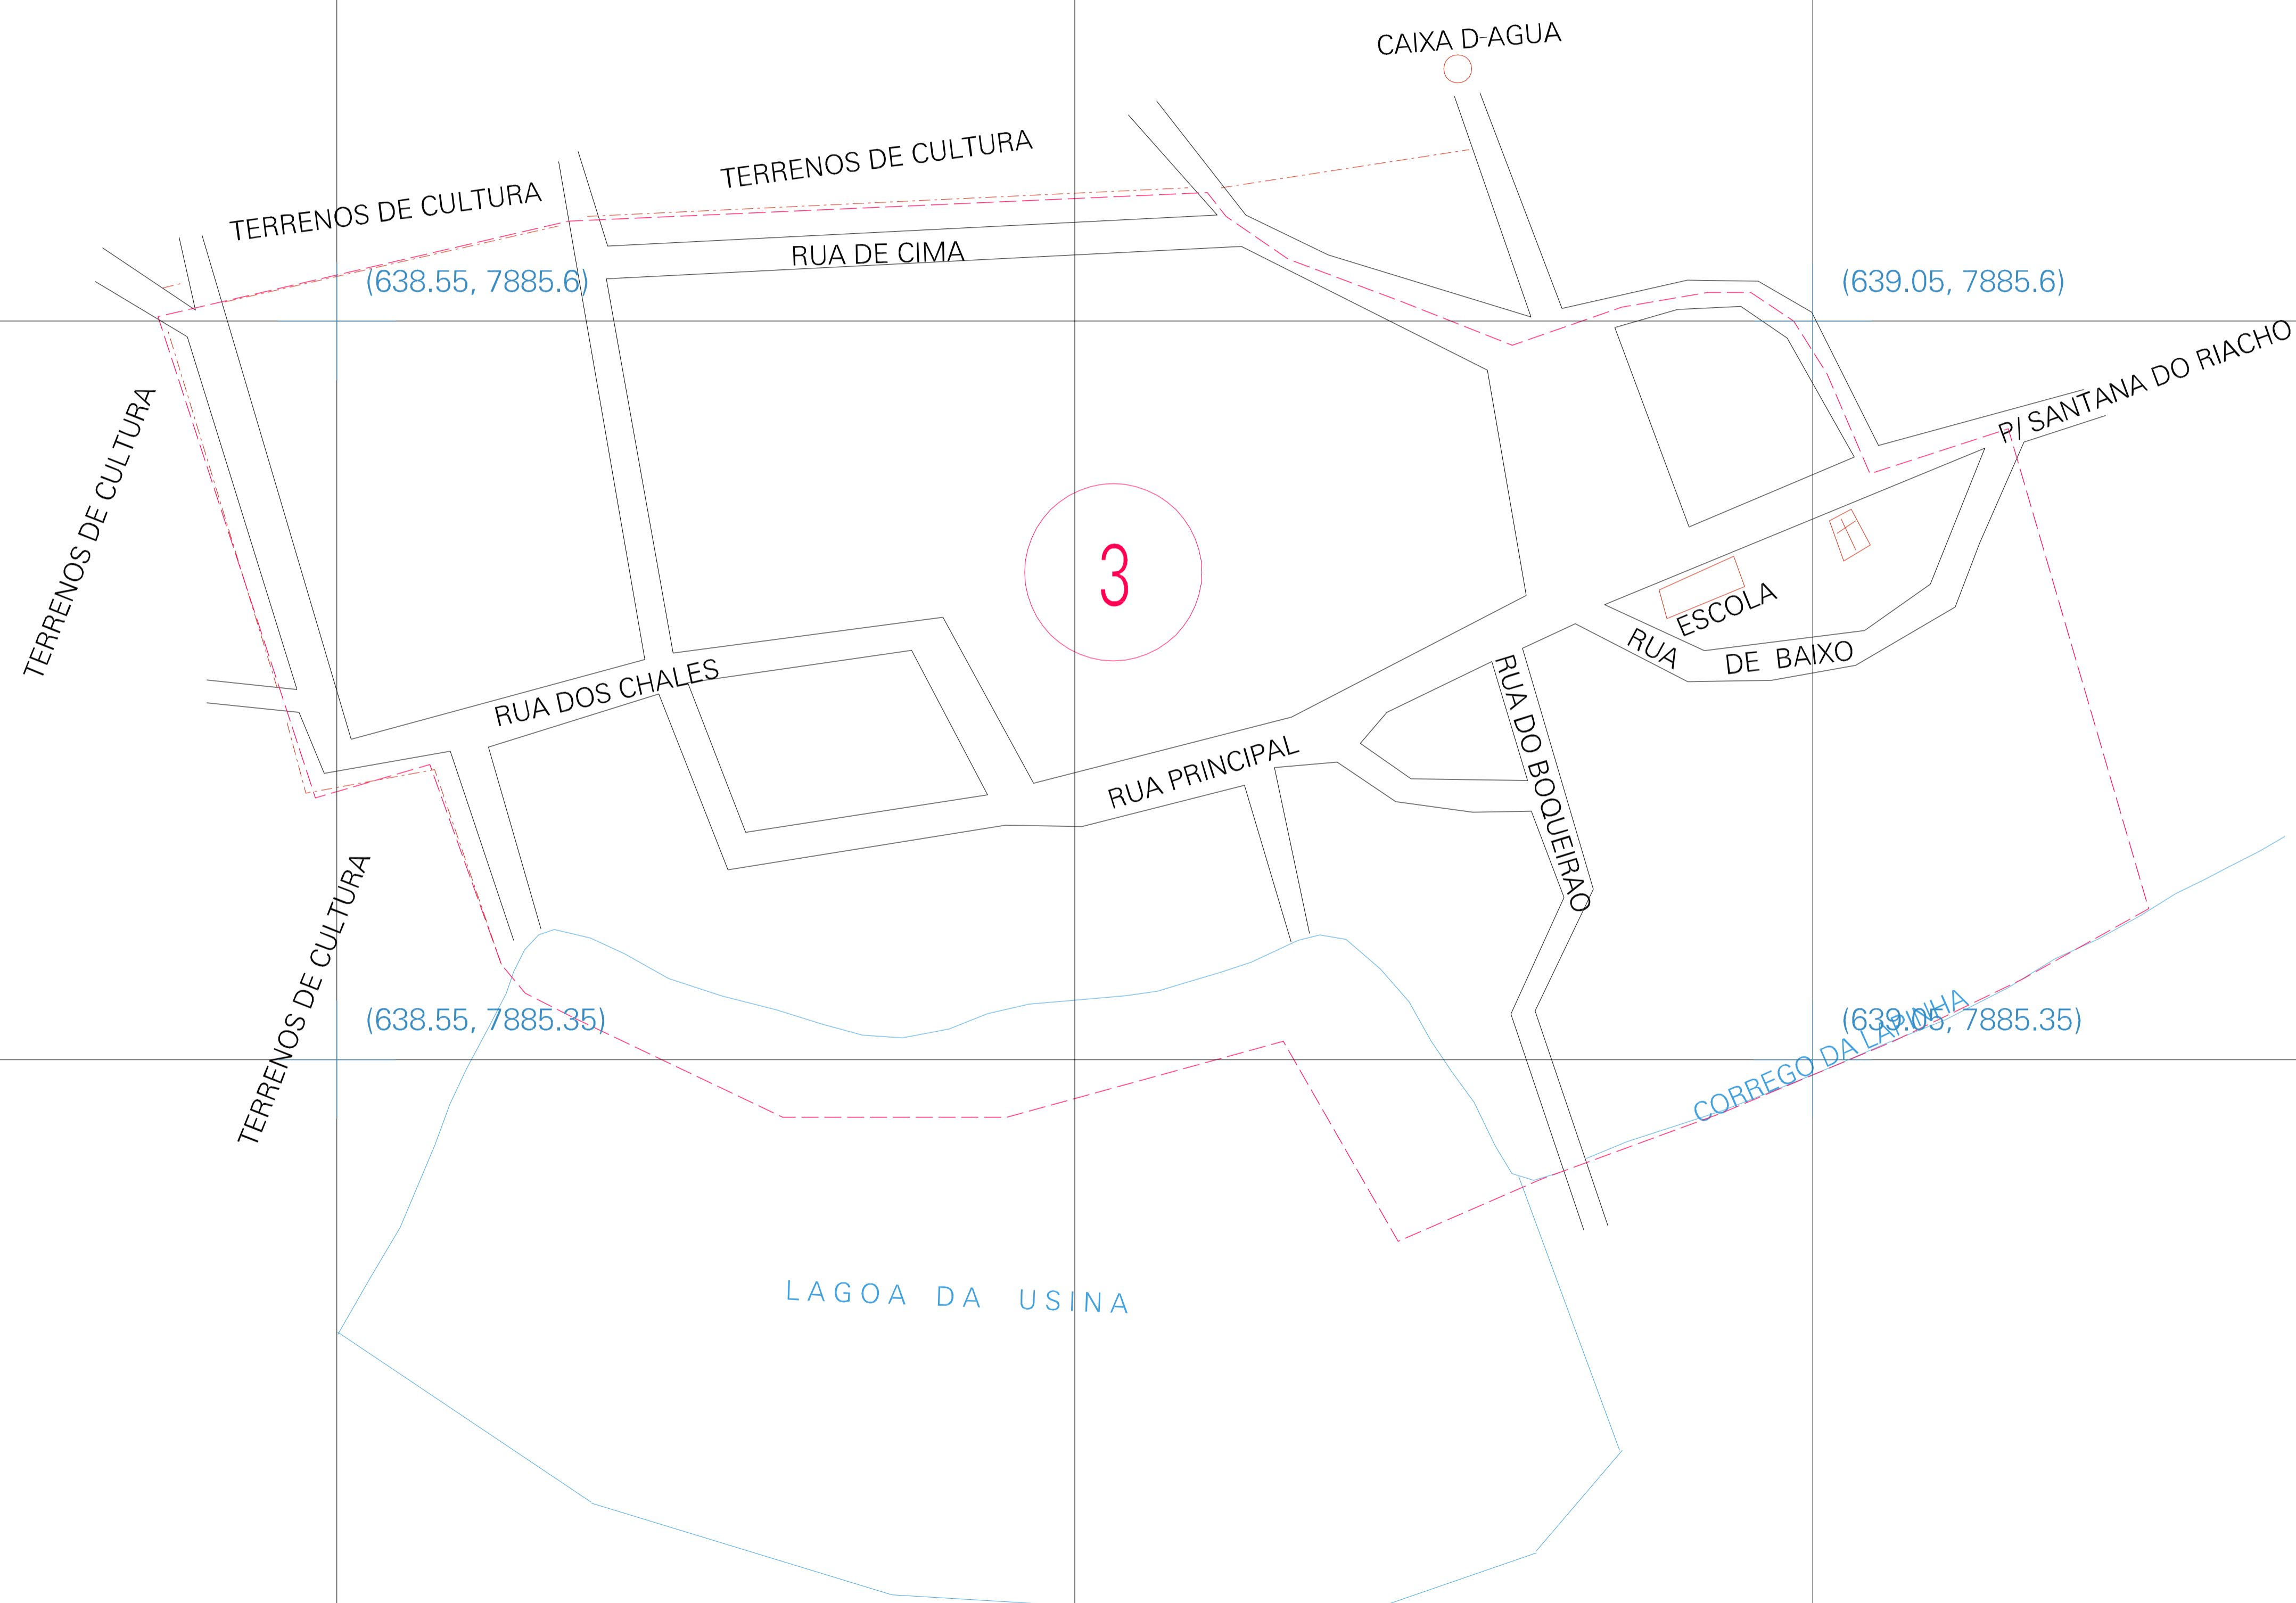 CAIXA D-AGUA
TERRENOS DE CULTURA
TERRENOS DE CULTURA
RUA DE CIMA
(638.55, 7885.6)
(639.05, 7885.6)
P/ SANTANA DO RIACHO
TERRENOS DE CULTURA
3
ESCOLA
RUA DE BAIXO
RUA DOS CHALES
RUA DO BOQUEIRAO
RUA PRINCIPAL
TERRENOS DE CULTURA
(638.55, 7885.35)
(639.05, 7885.35)
CORREGO DA LAPINHA
LAGOA DA USINA